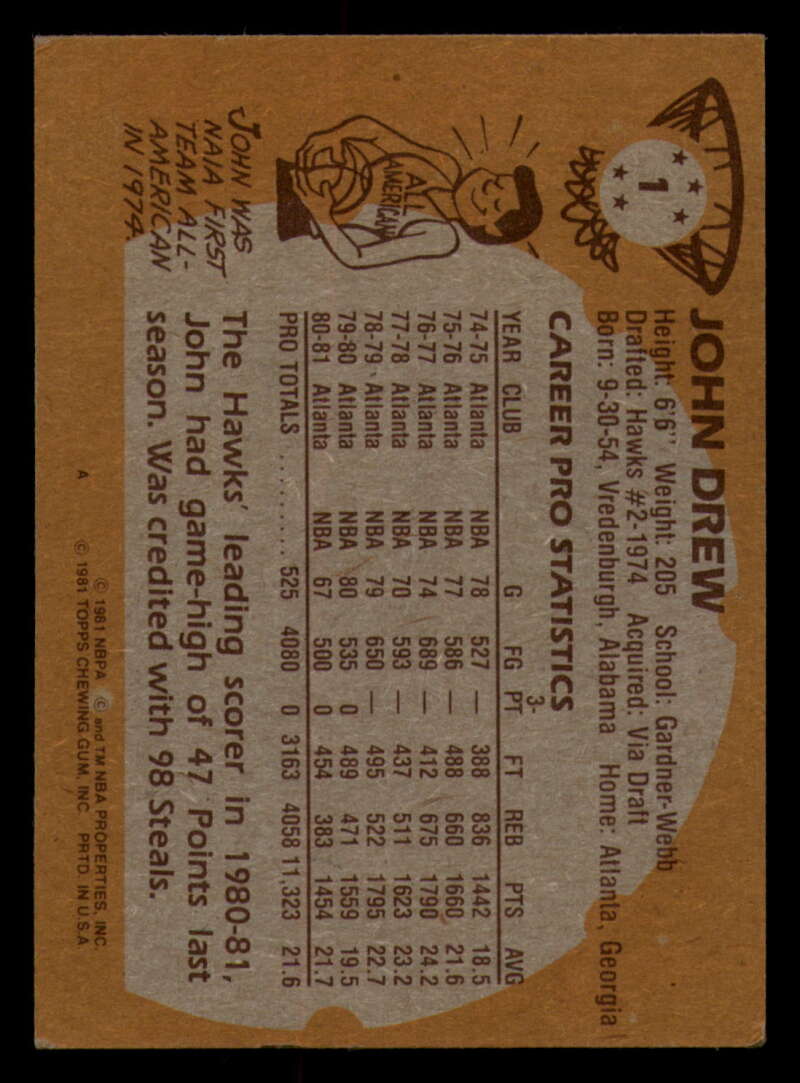 1
JOHN DREW
Height: 6'6" Weight: 205 School: Gardner-Webb
Drafted: Hawks #2-1974 Acquired: Via Draft
Born: 9-30-54, Vredenburgh, Alabama Home: Atlanta, Georgia
CAREER PRO STATISTICS
3-
YEAR CLUB G FG PT FT REB PTS AVG
74-75 Atlanta NBA 78 527 — 388 836 1442 18.5
75-76 Atlanta NBA 77 586 — 488 660 1660 21.6
76-77 Atlanta NBA 74 689 — 412 675 1790 24.2
77-78 Atlanta NBA 70 593 — 437 511 1623 23.2
78-79 Atlanta NBA 79 650 — 495 522 1795 22.7
79-80 Atlanta NBA 80 535 0 489 471 1559 19.5
80-81 Atlanta NBA 67 500 0 454 383 1454 21.7
PRO TOTALS .......... 525 4080 0 3163 4058 11,323 21.6
ALL
AMERICAN
JOHN WAS
NAIA FIRST
TEAM ALL-
AMERICAN
IN 1974.
The Hawks' leading scorer in 1980-81,
John had game-high of 47 Points last
season. Was credited with 98 Steals.
© 1981 NBPA © and TM NBA PROPERTIES, INC.
A © 1981 TOPPS CHEWING GUM, INC. PRTD. IN U.S.A.